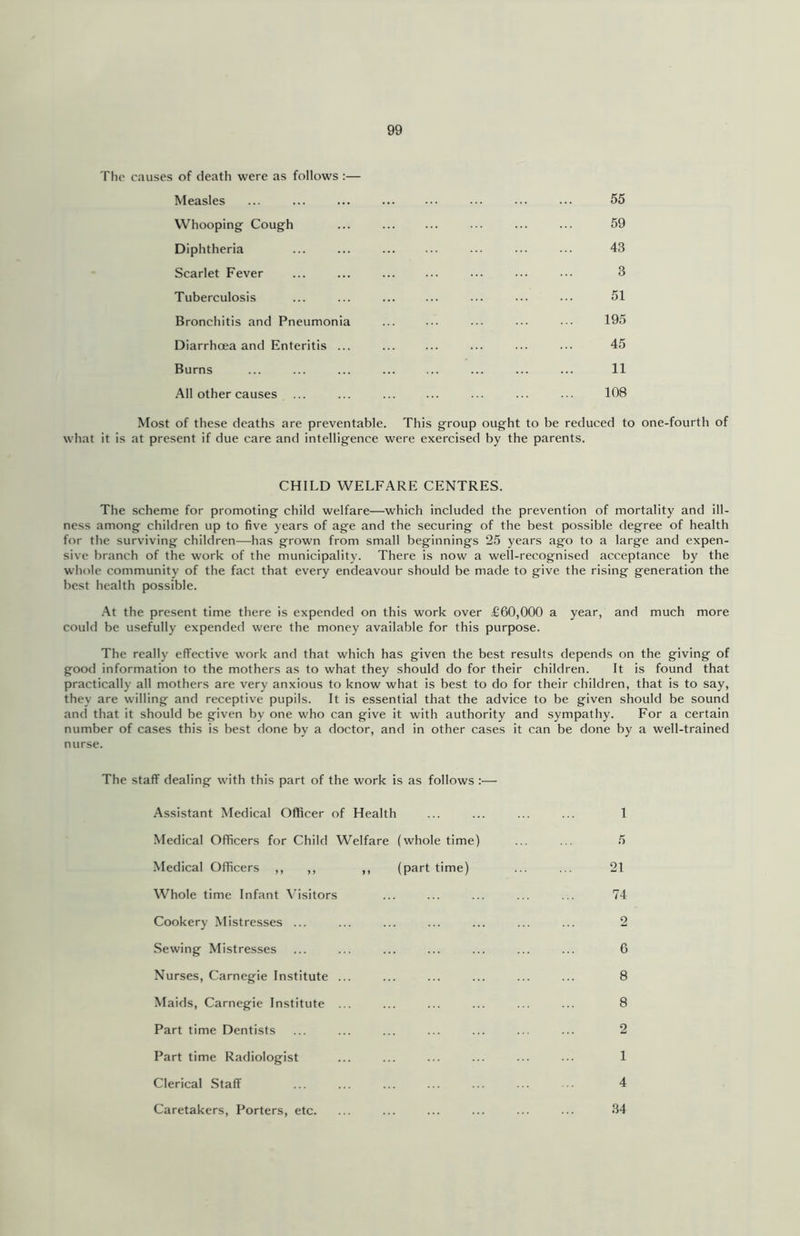 99
The causes of death were as follows :—
Measles ... ... ... ... ... ... ... ... 55
Whooping Cough ... ... ... ... ... ... ... 59
Diphtheria ... ... ... ... ... ... ... 43
Scarlet Fever ... ... ... ... ... ... ... 3
Tuberculosis ... ... ... ... ... ... ... 51
Bronchitis and Pneumonia ... ... ... ... ... 195
Diarrhœa and Enteritis ... ... ... ... ... ... 45
Burns ... ... ... ... ... ... ... ... 11
All other causes ... ... ... ... ... ... ... 108
Most of these deaths are preventable. This group ought to be reduced to one-fourth of
what it is at present if due care and intelligence were exercised by the parents.
CHILD WELFARE CENTRES.
The scheme for promoting child welfare—which included the prevention of mortality and ill-
ness among children up to five years of age and the securing of the best possible degree of health
for the surviving children—has grown from small beginnings 25 years ago to a large and expen-
sive branch of the work of the municipality. There is now a well-recognised acceptance by the
whole community of the fact that every endeavour should be made to give the rising generation the
best health possible.
At the present time there is expended on this work over £60,000 a year, and much more
could be usefully expended were the money available for this purpose.
The really effective work and that which has given the best results depends on the giving of
good information to the mothers as to what they should do for their children. It is found that
practically all mothers are very anxious to know what is best to do for their children, that is to say,
they are willing and receptive pupils. It is essential that the advice to be given should be sound
and that it should be given by one who can give it with authority and sympathy. For a certain
number of cases this is best done by a doctor, and in other cases it can be done by a well-trained
nurse.
The staff dealing with this part of the work is as follows :—
Assistant Medical Officer of Health ... ... ... ... 1
Medical Officers for Child Welfare (whole time) ... ... 5
Medical Officers ,, ,, ,, (part time) ... ... 21
Whole time Infant Visitors ... ... ... ... ... 74
Cookery Mistresses ... ... ... ... ... ... ... 2
Sewing Mistresses ... ... ... ... ... ... ... 6
Nurses, Carnegie Institute ... ... ... ... ... ... 8
Maids, Carnegie Institute ... ... ... ... ... ... 8
Part time Dentists ... ... ... ... ... ... ... 2
Part time Radiologist ... ... ... ... ... ... 1
Clerical Staff ... ... ... ... ... ... ... 4
Caretakers, Porters, etc. ... ... ... ... ... ... 34